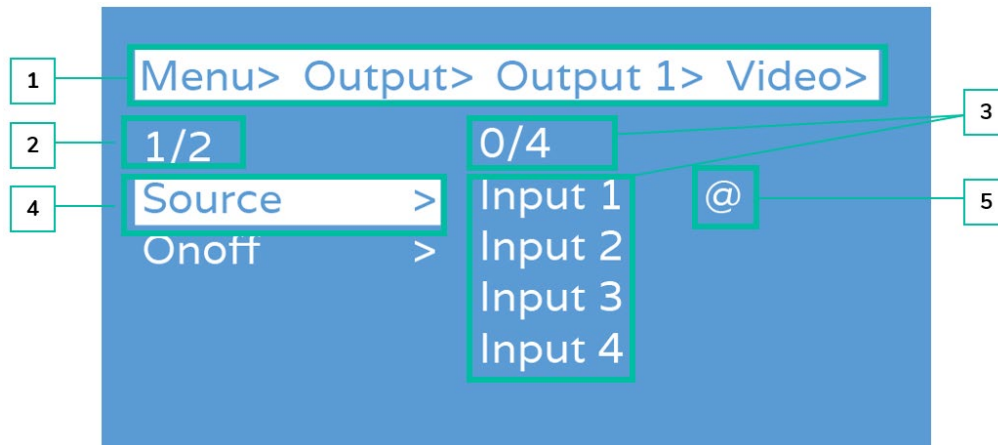 1
Menu> Output> Output 1> Video>
2
1/2 0/4
3
4
Source > Input 1 @
5
Onoff > Input 2
Input 3
Input 4